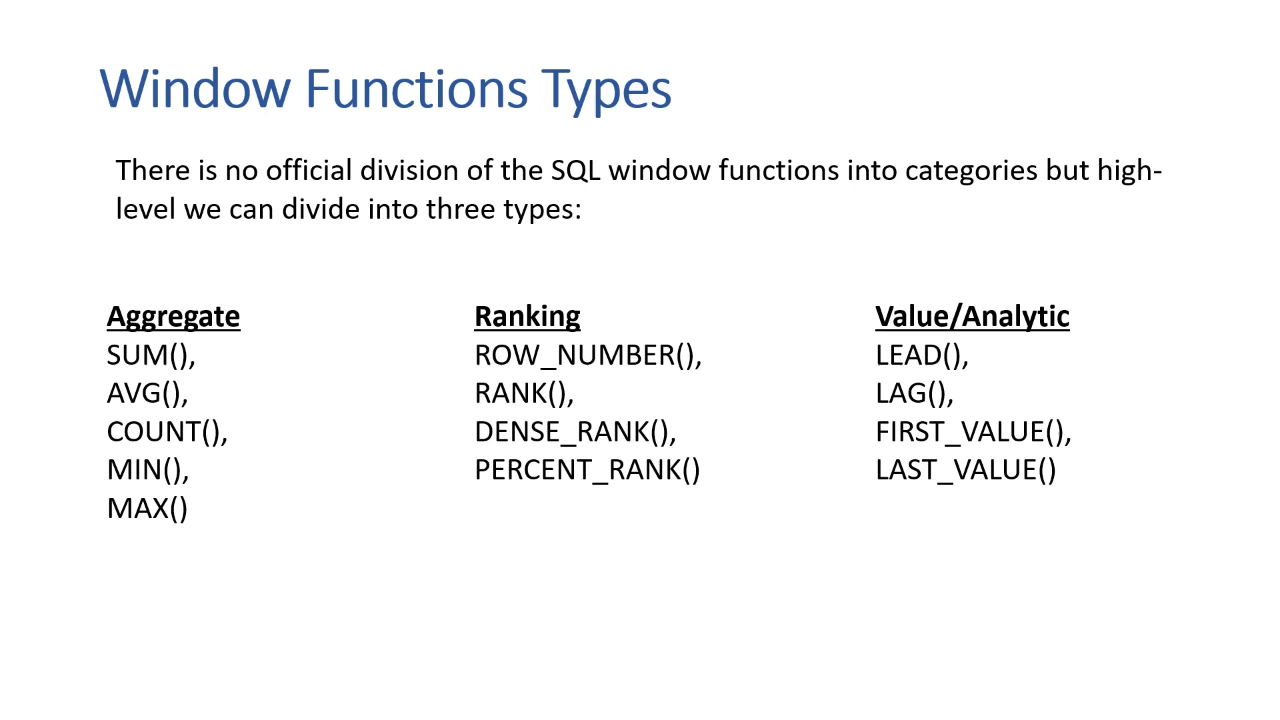 Window Functions Types
There is no official division of the SQL window functions into categories but high-
level we can divide into three types:
Aggregate
SUM(),
AVG(),
COUNT(),
MIN(),
MAX()
Ranking
ROW_NUMBER(),
RANK(),
DENSE_RANK(),
PERCENT_RANK()
Value/Analytic
LEAD(),
LAG(),
FIRST_VALUE(),
LAST_VALUE()